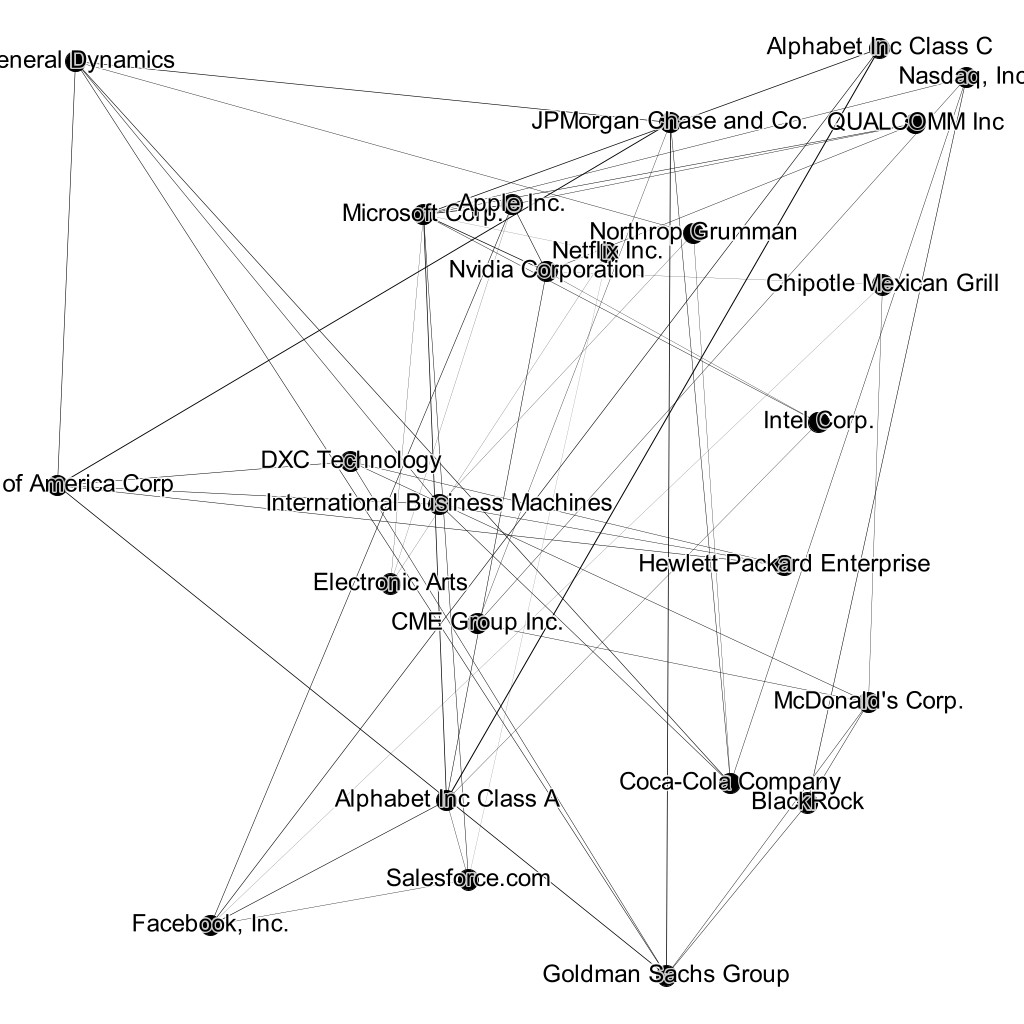 Alphabet Inc Class C
eneral Dynamics
Nasdaq, Inc
JPMorgan Chase and Co.
QUALCOMM Inc
Apple Inc.
Microsoft Corp.
Northrop Grumman
Netflix Inc.
Nvidia Corporation
Chipotle Mexican Grill
Intel Corp.
DXC Technology
of America Corp
International Business Machines
Hewlett Packard Enterprise
Electronic Arts
CME Group Inc.
McDonald's Corp.
Coca-Cola Company
Alphabet Inc Class A
BlackRock
Salesforce.com
Facebook, Inc.
Goldman Sachs Group